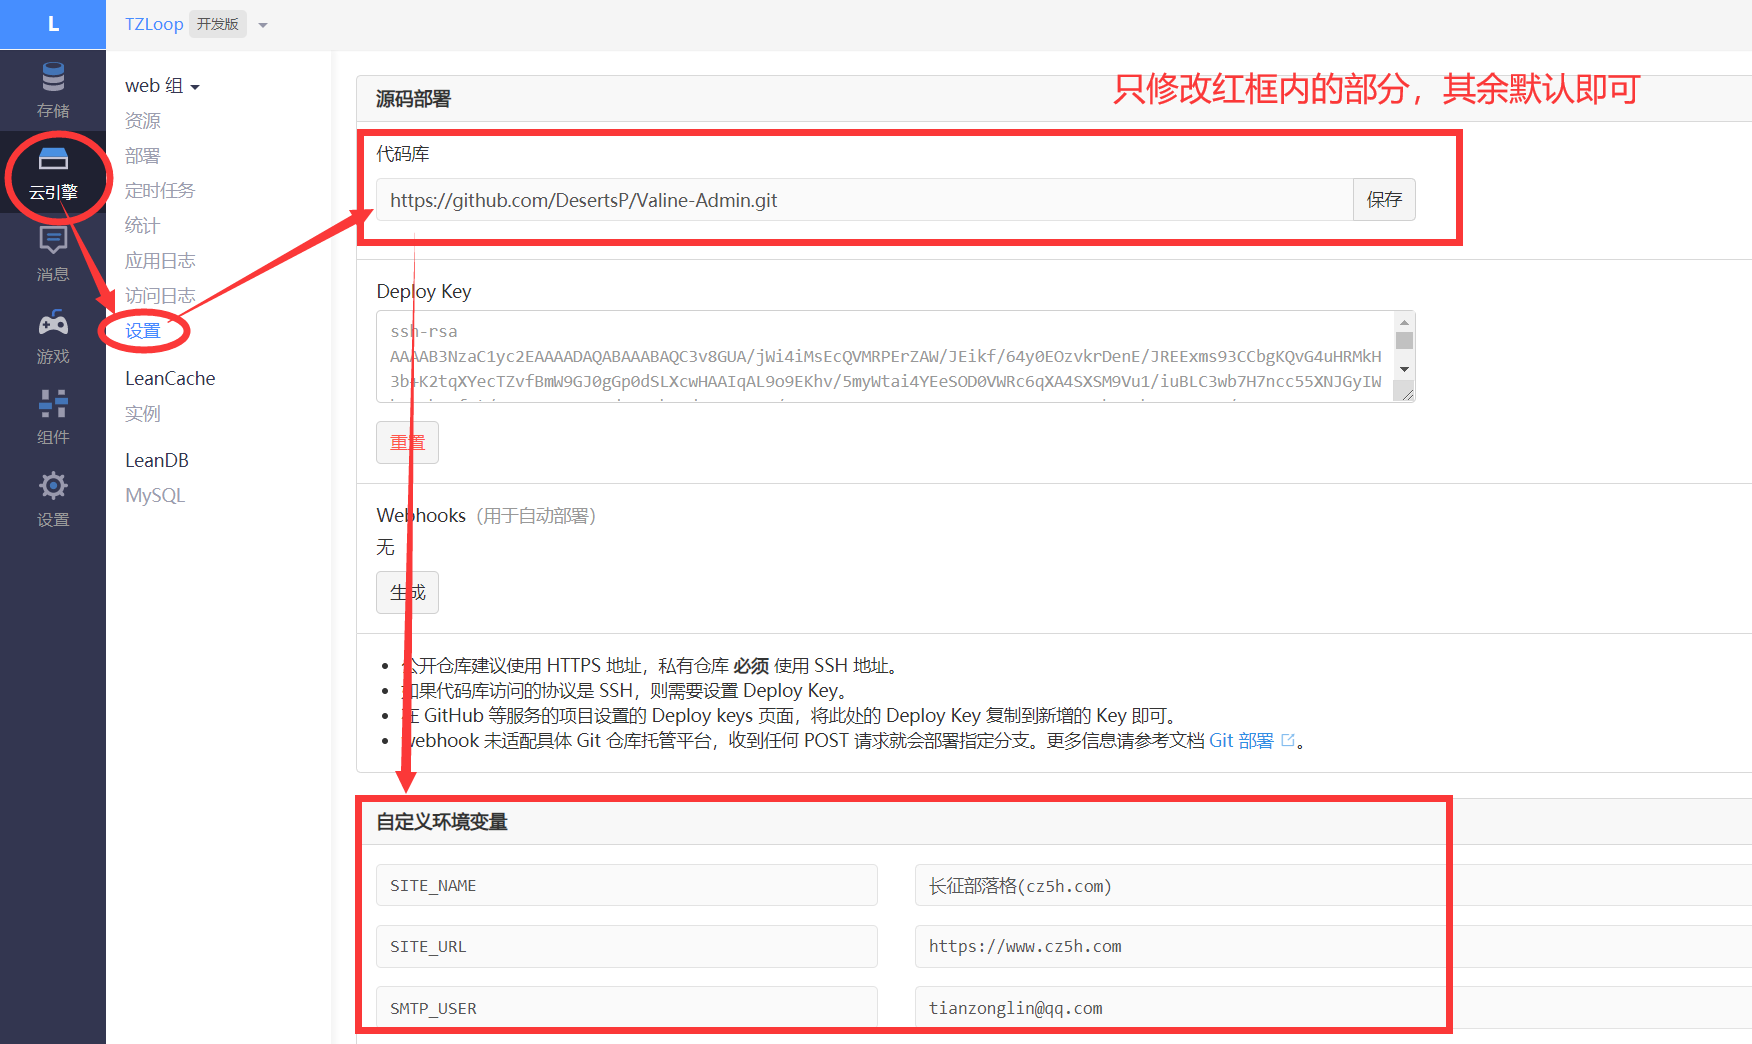 L
TZLoop 开发版
存储
云引擎
消息
游戏
组件
设置
web 组
资源
部署
定时任务
统计
应用日志
访问日志
设置
LeanCache
实例
LeanDB
MySQL
只修改红框内的部分，其余默认即可
源码部署
代码库
https://github.com/DesertsP/Valine-Admin.git 保存
Deploy Key
ssh-rsa
AAAAB3NzaC1yc2EAAAADAQABAAABAQC3v8GUA/jWi4iMsEcQVMRPErZAW/JEikf/64y0EOzvkrDenE/JREExms93CCbgKQvG4uHRMkH
3b+K2tqXYecTZvfBmW9GJ0gGp0dSLXcwHAAIqAL9o9EKhv/5myWtai4YEeSOD0VWRc6qXA4SXSM9Vu1/iuBLC3wb7H7ncc55XNJGyIW
重置
Webhooks（用于自动部署）
无
生成
公开仓库建议使用 HTTPS 地址，私有仓库 必须 使用 SSH 地址。
如果代码库访问的协议是 SSH，则需要设置 Deploy Key。
在 GitHub 等服务的项目设置的 Deploy keys 页面，将此处的 Deploy Key 复制到新增的 Key 即可。
webhook 未适配具体 Git 仓库托管平台，收到任何 POST 请求就会部署指定分支。更多信息请参考文档 Git 部署。
自定义环境变量
SITE_NAME 长征部落格(cz5h.com)
SITE_URL https://www.cz5h.com
SMTP_USER tianzonglin@qq.com